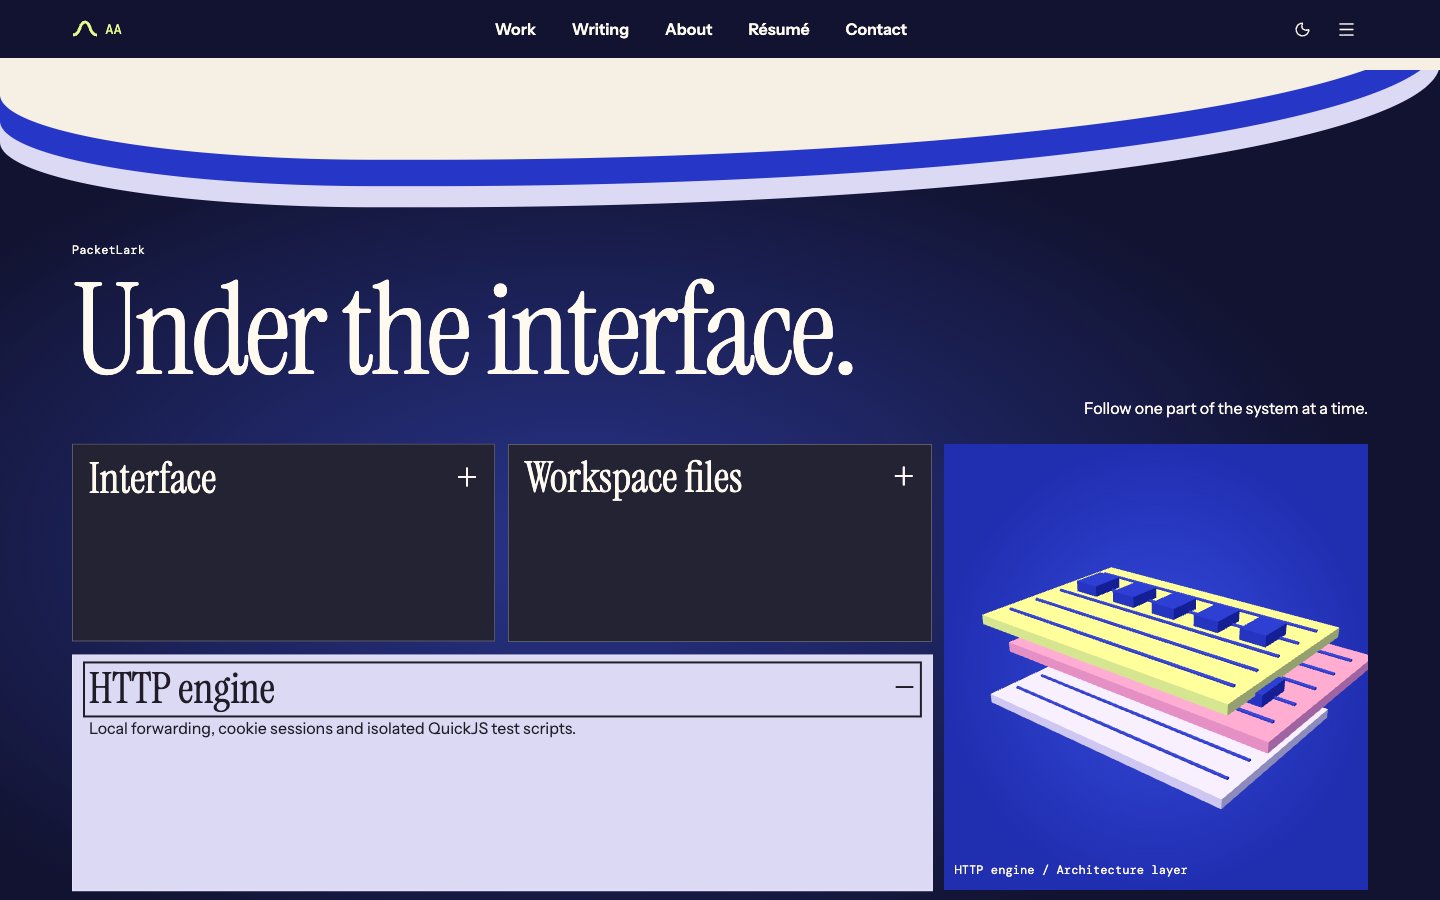 AA
Work
Writing
About
Résumé
Contact
PacketLark
Under the interface.
Follow one part of the system at a time.
Interface
Workspace files
HTTP engine
Local forwarding, cookie sessions and isolated QuickJS test scripts.
HTTP engine / Architecture layer